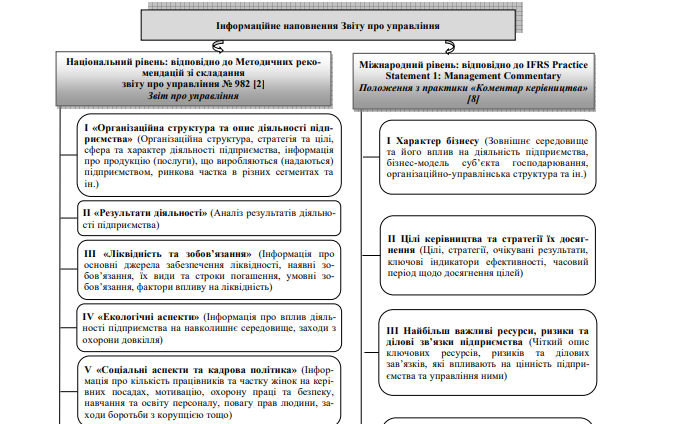 Інформаційне наповнення Звіту про управління
Національний рівень: відповідно до Методичних реко-
мендацій зі складання
звіту про управління № 982 [2]
Звіт про управління
І «Організаційна структура та опис діяльності підп-
риємства» (Організаційна структура, стратегія та цілі,
сфера та характер діяльності підприємства, інформація
про продукцію (послуги), що виробляються (надаються)
підприємством, ринкова частка в різних сегментах та
ін.)
ІІ «Результати діяльності» (Аналіз результатів діяльно-
сті підприємства)
ІІІ «Ліквідність та зобов’язання» (Інформація про
основні джерела забезпечення ліквідності, наявні зо-
бов’язання, їх види та строки погашення, умовні зо-
бов’язання, фактори впливу на ліквідність)
IV «Екологічні аспекти» (Інформація про вплив діяль-
ності підприємства на навколишнє середовище, заходи з
охорони довкілля)
V «Соціальні аспекти та кадрова політика» (Інфор-
мація про кількість працівників та частку жінок на кері-
вних посадах, мотивацію, охорону праці та безпеку,
навчання та освіту персоналу, повагу прав людини, за-
ходи боротьби з корупцією тощо)
Міжнародний рівень: відповідно до IFRS Practice
Statement 1: Management Commentary
Положення з практики «Коментар керівництва»
[8]
І Характер бізнесу (Зовнішнє середовище
та його вплив на діяльність підприємства,
бізнес-модель суб’єкта господарювання,
організаційно-управлінська структура та ін.)
ІІ Цілі керівництва та стратегії їх досяг-
нення (Цілі, стратегії, очікувані результати,
ключові індикатори ефективності, часовий
період щодо досягнення цілей)
ІІІ Найбільш важливі ресурси, ризики та
ділові зв’язки підприємства (Чіткий опис
ключових ресурсів, ризиків та ділових
зав’язків, які впливають на цінність підпри-
ємства та управління ними)